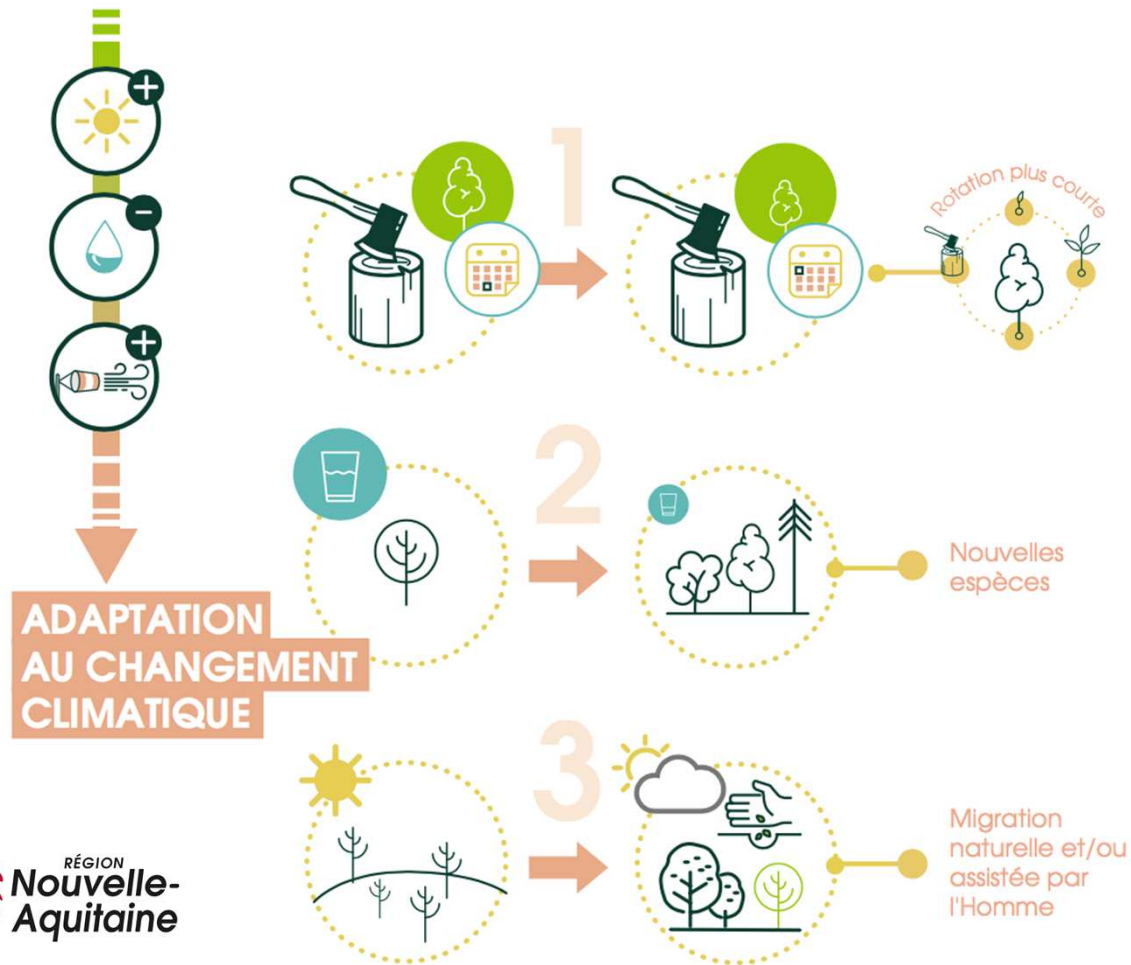 1
Rotation plus courte
2
Nouvelles
espèces
ADAPTATION
AU CHANGEMENT
CLIMATIQUE
3
Migration
naturelle et/ou
assistée par
l'Homme
RÉGION
Nouvelle-
Aquitaine